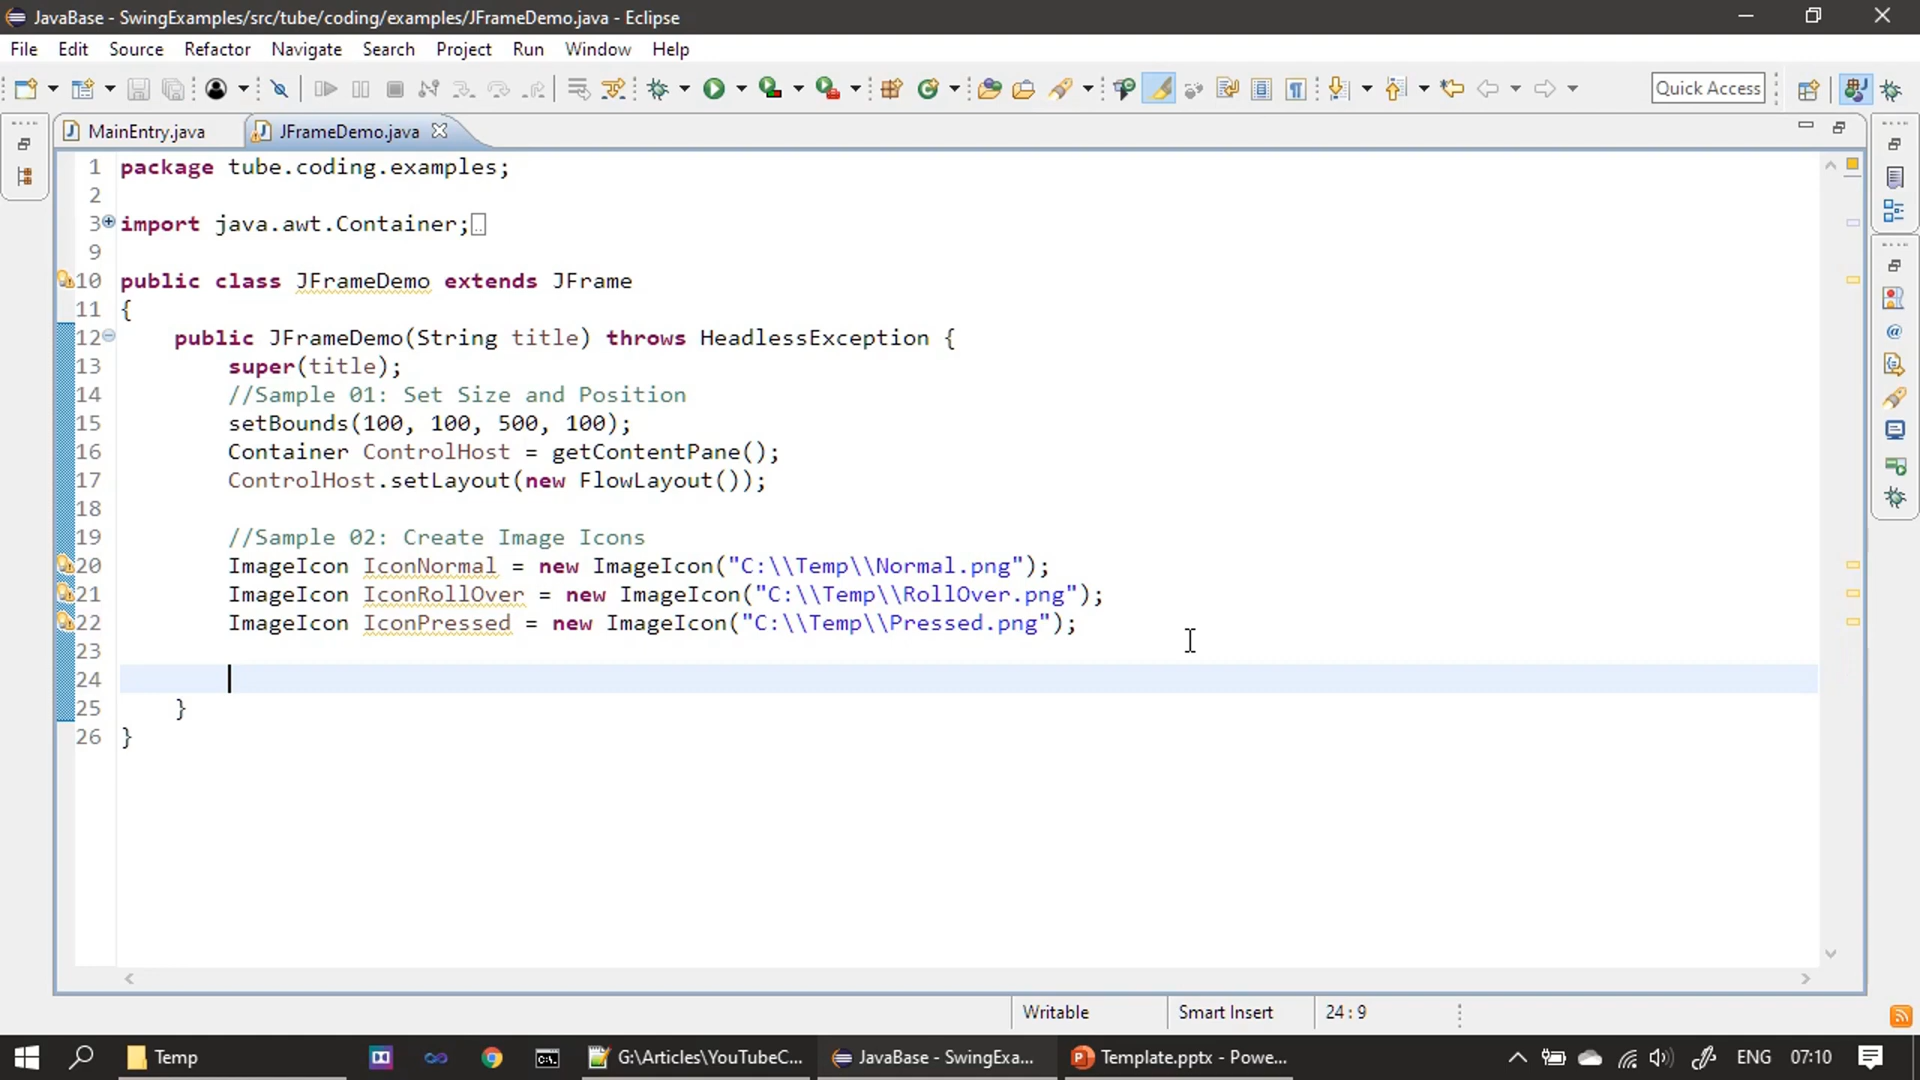 JavaBase - SwingExamples/src/tube/coding/examples/JFrameDemo.java - Eclipse
File Edit Source Refactor Navigate Search Project Run Window Help
Quick Access
MainEntry.java JFrameDemo.java
1 package tube.coding.examples;
2
3 import java.awt.Container;
9
10 public class JFrameDemo extends JFrame
11 {
12 public JFrameDemo(String title) throws HeadlessException {
13 super(title);
14 //Sample 01: Set Size and Position
15 setBounds(100, 100, 500, 100);
16 Container ControlHost = getContentPane();
17 ControlHost.setLayout(new FlowLayout());
18
19 //Sample 02: Create Image Icons
20 ImageIcon IconNormal = new ImageIcon("C:\\Temp\\Normal.png");
21 ImageIcon IconRollOver = new ImageIcon("C:\\Temp\\RollOver.png");
22 ImageIcon IconPressed = new ImageIcon("C:\\Temp\\Pressed.png");
23
24
25 }
26 }
Writable Smart Insert 24 : 9
Temp G:\Articles\YouTubeC... JavaBase - SwingExa... Template.pptx - Powe... ENG 07:10